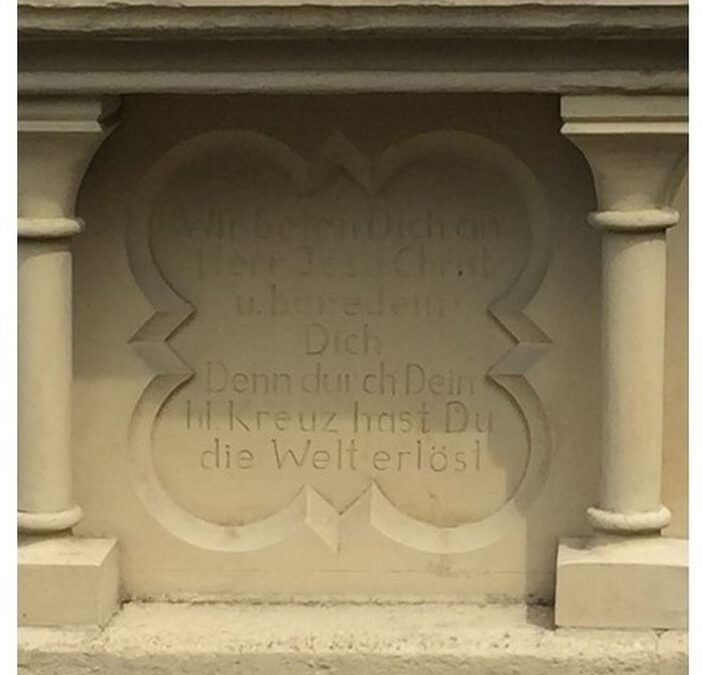 Wir beten Dich an
Herr Jesu Christ
u. benedein
Dich
Denn durch Dein
hl. Kreuz hast Du
die Welt erlöst